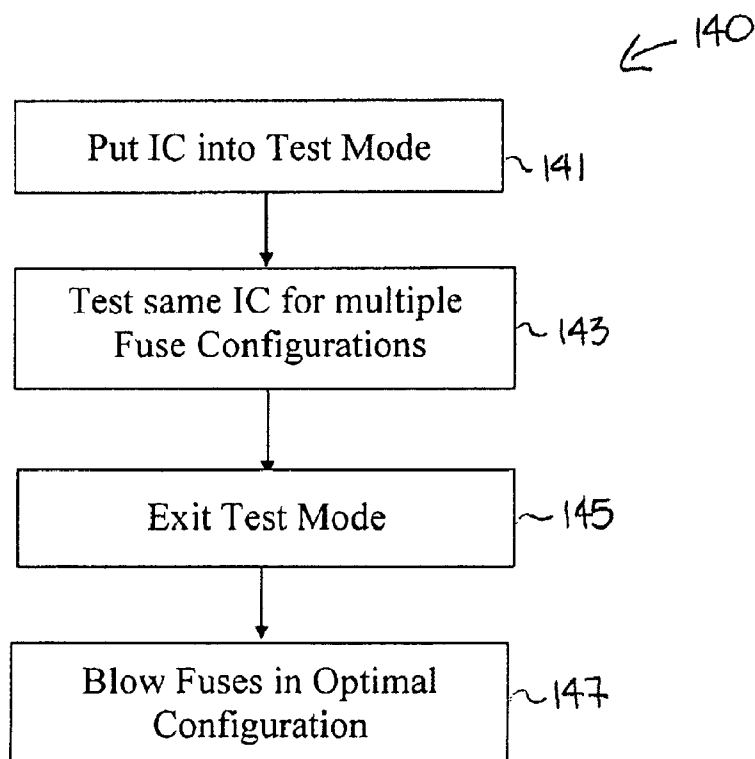 140
Put IC into Test Mode
141
Test same IC for multiple
Fuse Configurations
143
Exit Test Mode
145
Blow Fuses in Optimal
Configuration
147